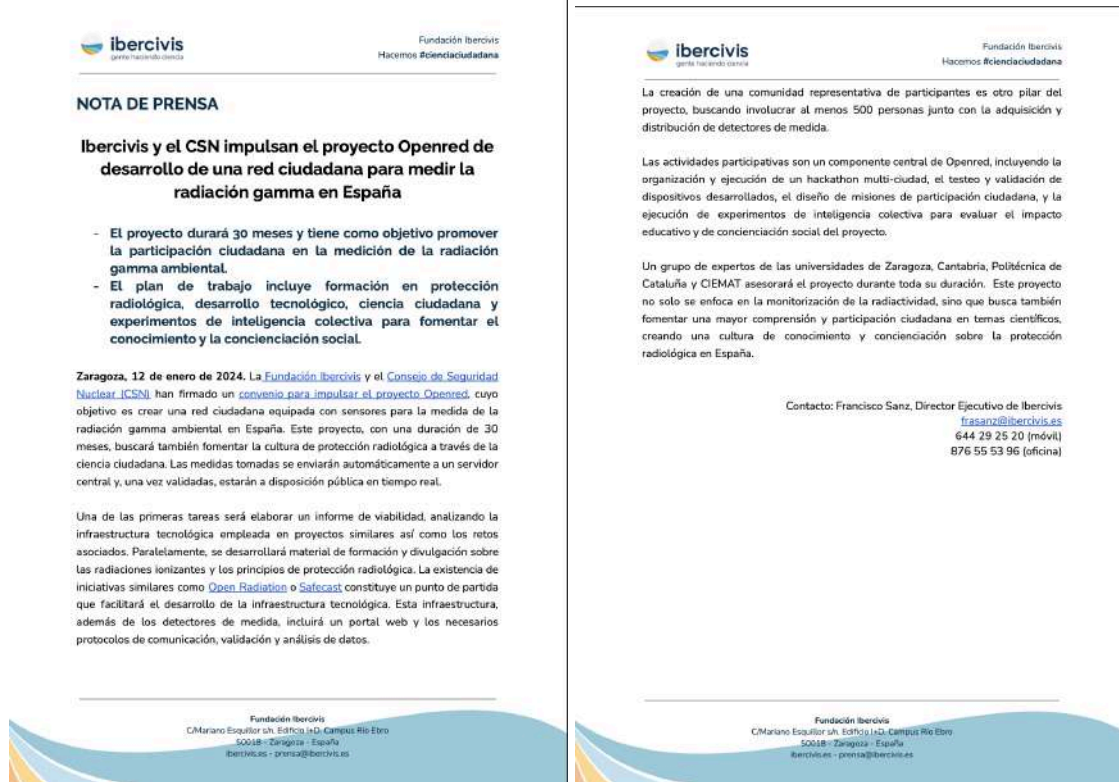 ibercivis
gente haciendo ciencia
Fundación Ibercivis
Hacemos #cienciaciudadana
NOTA DE PRENSA
Ibercivis y el CSN impulsan el proyecto Openred de
desarrollo de una red ciudadana para medir la
radiación gamma en España
- El proyecto durará 30 meses y tiene como objetivo promover
la participación ciudadana en la medición de la radiación
gamma ambiental.
- El plan de trabajo incluye formación en protección
radiológica, desarrollo tecnológico, ciencia ciudadana y
experimentos de inteligencia colectiva para fomentar el
conocimiento y la concienciación social.
Zaragoza, 12 de enero de 2024. La Fundación Ibercivis y el Consejo de Seguridad
Nuclear (CSN) han firmado un convenio para impulsar el proyecto Openred, cuyo
objetivo es crear una red ciudadana equipada con sensores para la medida de la
radiación gamma ambiental en España. Este proyecto, con una duración de 30
meses, buscará también fomentar la cultura de protección radiológica a través de la
ciencia ciudadana. Las medidas tomadas se enviarán automáticamente a un servidor
central y, una vez validadas, estarán a disposición pública en tiempo real.
Una de las primeras tareas será elaborar un informe de viabilidad, analizando la
infraestructura tecnológica empleada en proyectos similares así como los retos
asociados. Paralelamente, se desarrollará material de formación y divulgación sobre
las radiaciones ionizantes y los principios de protección radiológica. La existencia de
iniciativas similares como Open Radiation o Safecast constituye un punto de partida
que facilitará el desarrollo de la infraestructura tecnológica. Esta infraestructura,
además de los detectores de medida, incluirá un portal web y los necesarios
protocolos de comunicación, validación y análisis de datos.
Fundación Ibercivis
C/Mariano Esquillor s/n. Edificio I+D. Campus Río Ebro
50018 - Zaragoza - España
ibercivis.es - prensa@ibercivis.es
ibercivis
gente haciendo ciencia
Fundación Ibercivis
Hacemos #cienciaciudadana
La creación de una comunidad representativa de participantes es otro pilar del
proyecto, buscando involucrar al menos 500 personas junto con la adquisición y
distribución de detectores de medida.
Las actividades participativas son un componente central de Openred, incluyendo la
organización y ejecución de un hackathon multi-ciudad, el testeo y validación de
dispositivos desarrollados, el diseño de misiones de participación ciudadana, y la
ejecución de experimentos de inteligencia colectiva para evaluar el impacto
educativo y de concienciación social del proyecto.
Un grupo de expertos de las universidades de Zaragoza, Cantabria, Politécnica de
Cataluña y CIEMAT asesorará el proyecto durante toda su duración. Este proyecto
no solo se enfoca en la monitorización de la radiactividad, sino que busca también
fomentar una mayor comprensión y participación ciudadana en temas científicos,
creando una cultura de conocimiento y concienciación sobre la protección
radiológica en España.
Contacto: Francisco Sanz, Director Ejecutivo de Ibercivis
frasanz@ibercivis.es
644 29 25 20 (móvil)
876 55 53 96 (oficina)
Fundación Ibercivis
C/Mariano Esquillor s/n. Edificio I+D. Campus Río Ebro
50018 - Zaragoza - España
ibercivis.es - prensa@ibercivis.es